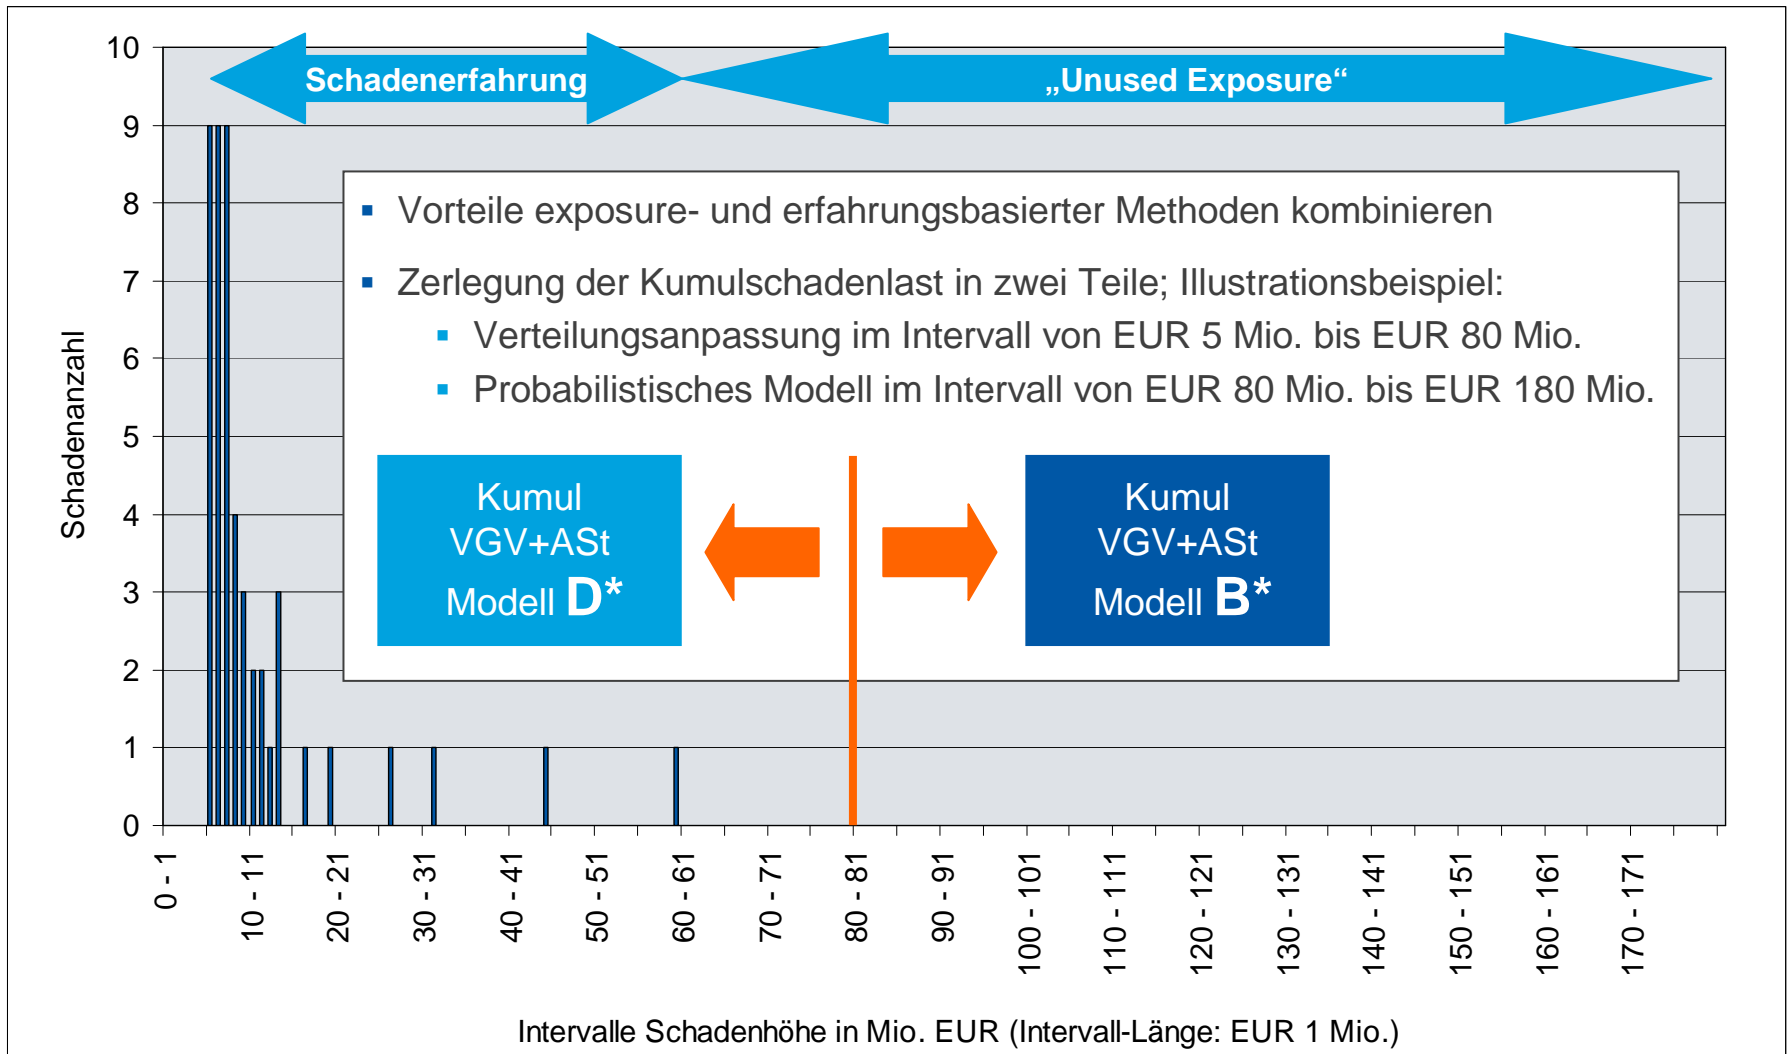 Schadenerfahrung
„Unused Exposure“
Vorteile exposure- und erfahrungsbasierter Methoden kombinieren
Zerlegung der Kumulschadenlast in zwei Teile; Illustrationsbeispiel:
Verteilungsanpassung im Intervall von EUR 5 Mio. bis EUR 80 Mio.
Probabilistisches Modell im Intervall von EUR 80 Mio. bis EUR 180 Mio.
Kumul
VGV+ASt
Modell D*
Kumul
VGV+ASt
Modell B*
Schadenanzahl
10
9
8
7
6
5
4
3
2
1
0
0 - 1
10 - 11
20 - 21
30 - 31
40 - 41
50 - 51
60 - 61
70 - 71
80 - 81
90 - 91
100 - 101
110 - 111
120 - 121
130 - 131
140 - 141
150 - 151
160 - 161
170 - 171
Intervalle Schadenhöhe in Mio. EUR (Intervall-Länge: EUR 1 Mio.)